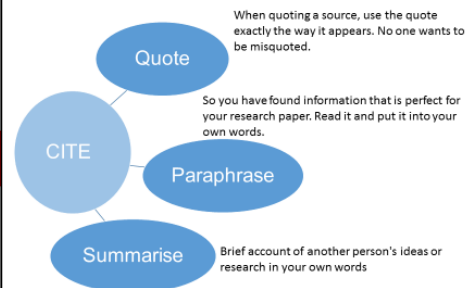 When quoting a source, use the quote
exactly the way it appears. No one wants to
be misquoted.
Quote
So you have found information that is perfect for
your research paper. Read it and put it into your
own words.
CITE
Paraphrase
Summarise
Brief account of another person's ideas or
research in your own words